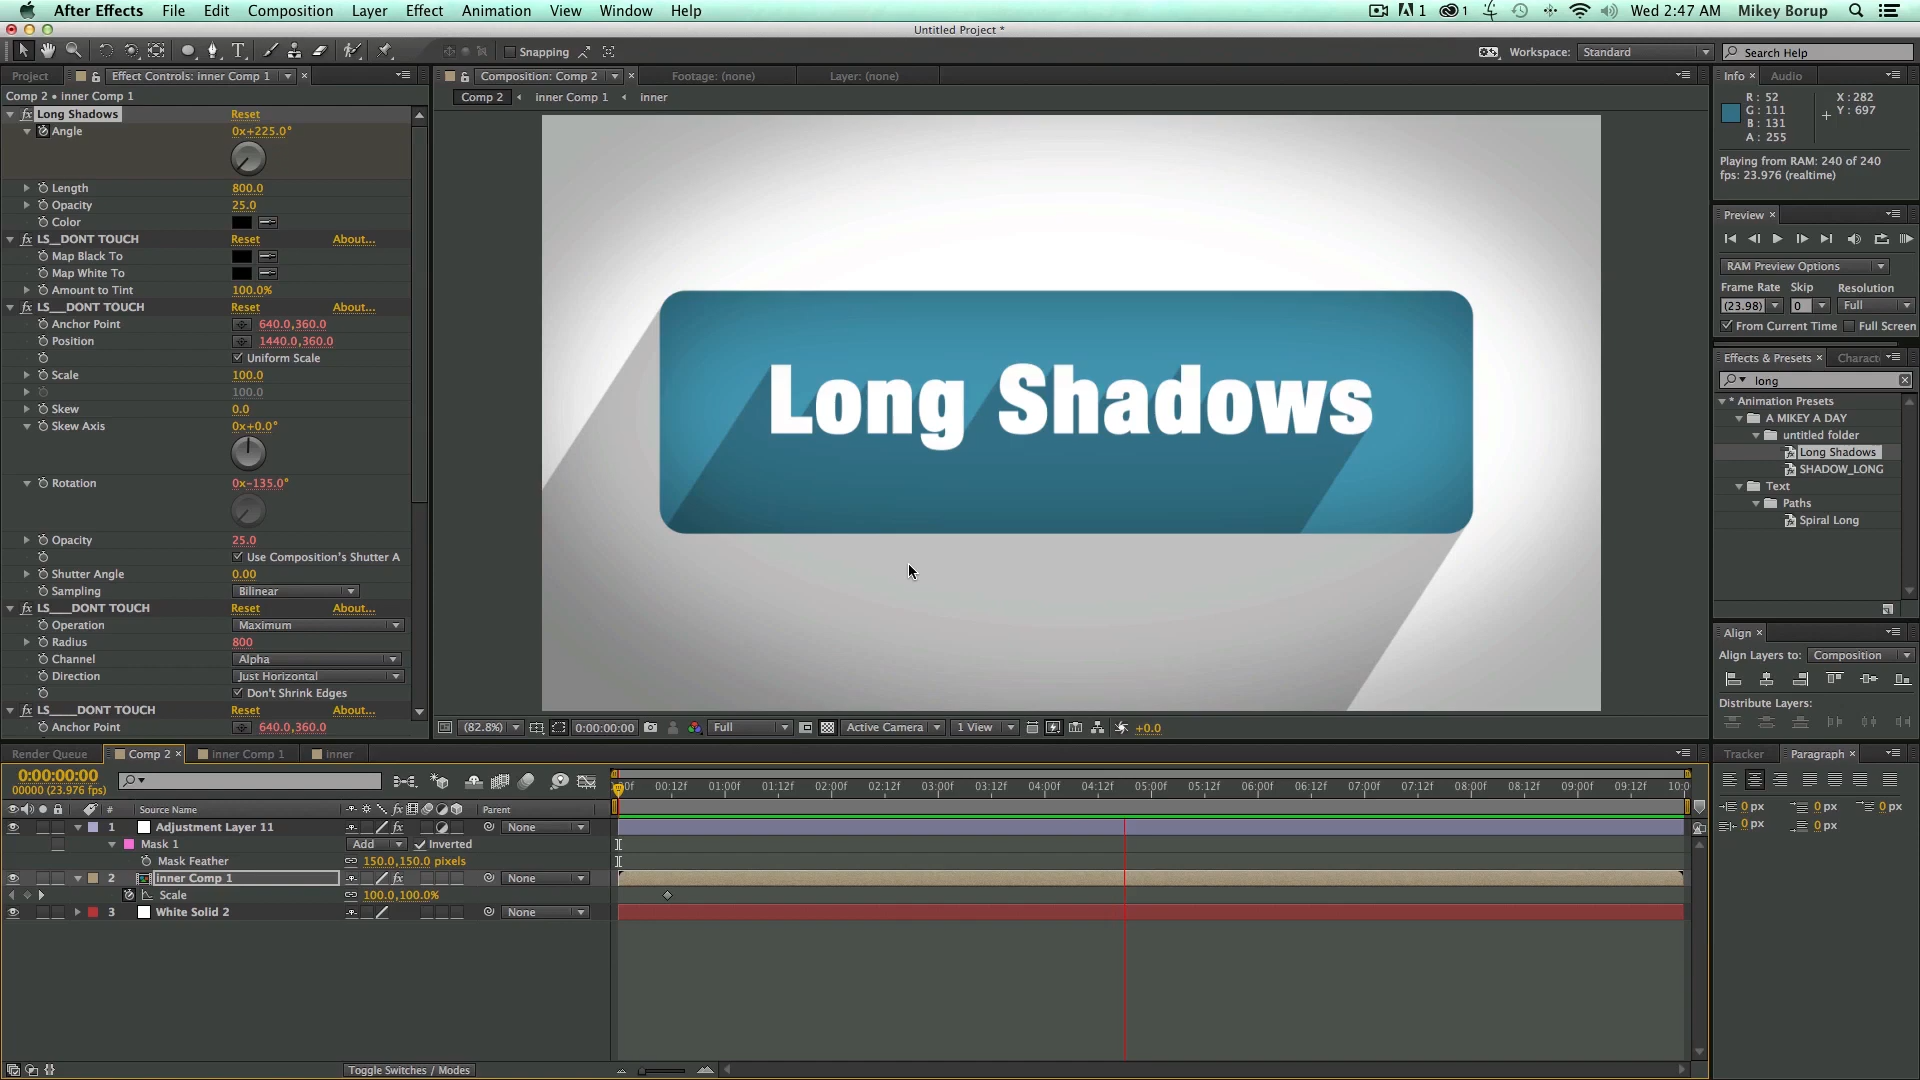 After Effects File Edit Composition Layer Effect Animation View Window Help 1 1 Wed 2:47 AM Mikey Borup
Untitled Project *
Snapping Workspace: Standard Search Help
Project Effect Controls: inner Comp 1
Comp 2 • inner Comp 1
fx Long Shadows Reset
Angle 0x+225.0°
Length 800.0
Opacity 25.0
Color
fx LS__DONT TOUCH Reset About...
Map Black To
Map White To
Amount to Tint 100.0%
fx LS___DONT TOUCH Reset About...
Anchor Point 640.0,360.0
Position 1440.0,360.0
Uniform Scale
Scale 100.0
100.0
Skew 0.0
Skew Axis 0x+0.0°
Rotation 0x-135.0°
Opacity 25.0
Use Composition's Shutter A
Shutter Angle 0.00
Sampling Bilinear
fx LS____DONT TOUCH Reset About...
Operation Maximum
Radius 800
Channel Alpha
Direction Just Horizontal
Don't Shrink Edges
fx LS_____DONT TOUCH Reset About...
Anchor Point 640.0,360.0
Composition: Comp 2 Footage: (none) Layer: (none)
Comp 2 inner Comp 1 inner
Long Shadows
(82.8%) 0:00:00:00 Full Active Camera 1 View +0.0
Info Audio
R : 52 X : 282
G : 111 Y : 697
B : 131
A : 255
Playing from RAM: 240 of 240
fps: 23.976 (realtime)
Preview
RAM Preview Options
Frame Rate Skip Resolution
(23.98) 0 Full
From Current Time Full Screen
Effects & Presets Charact
long
* Animation Presets
A MIKEY A DAY
untitled folder
Long Shadows
SHADOW_LONG
Text
Paths
Spiral Long
Align
Align Layers to: Composition
Distribute Layers:
Tracker Paragraph
0 px 0 px 0 px
0 px 0 px
Render Queue Comp 2 inner Comp 1 inner
0:00:00:00
00000 (23.976 fps)
00f 00:12f 01:00f 01:12f 02:00f 02:12f 03:00f 03:12f 04:00f 04:12f 05:00f 05:12f 06:00f 06:12f 07:00f 07:12f 08:00f 08:12f 09:00f 09:12f 10:0
# Source Name fx Parent
1 Adjustment Layer 11 fx None
Mask 1 Add Inverted
Mask Feather 150.0,150.0 pixels
2 inner Comp 1 fx None
Scale 100.0,100.0%
3 White Solid 2 None
Toggle Switches / Modes